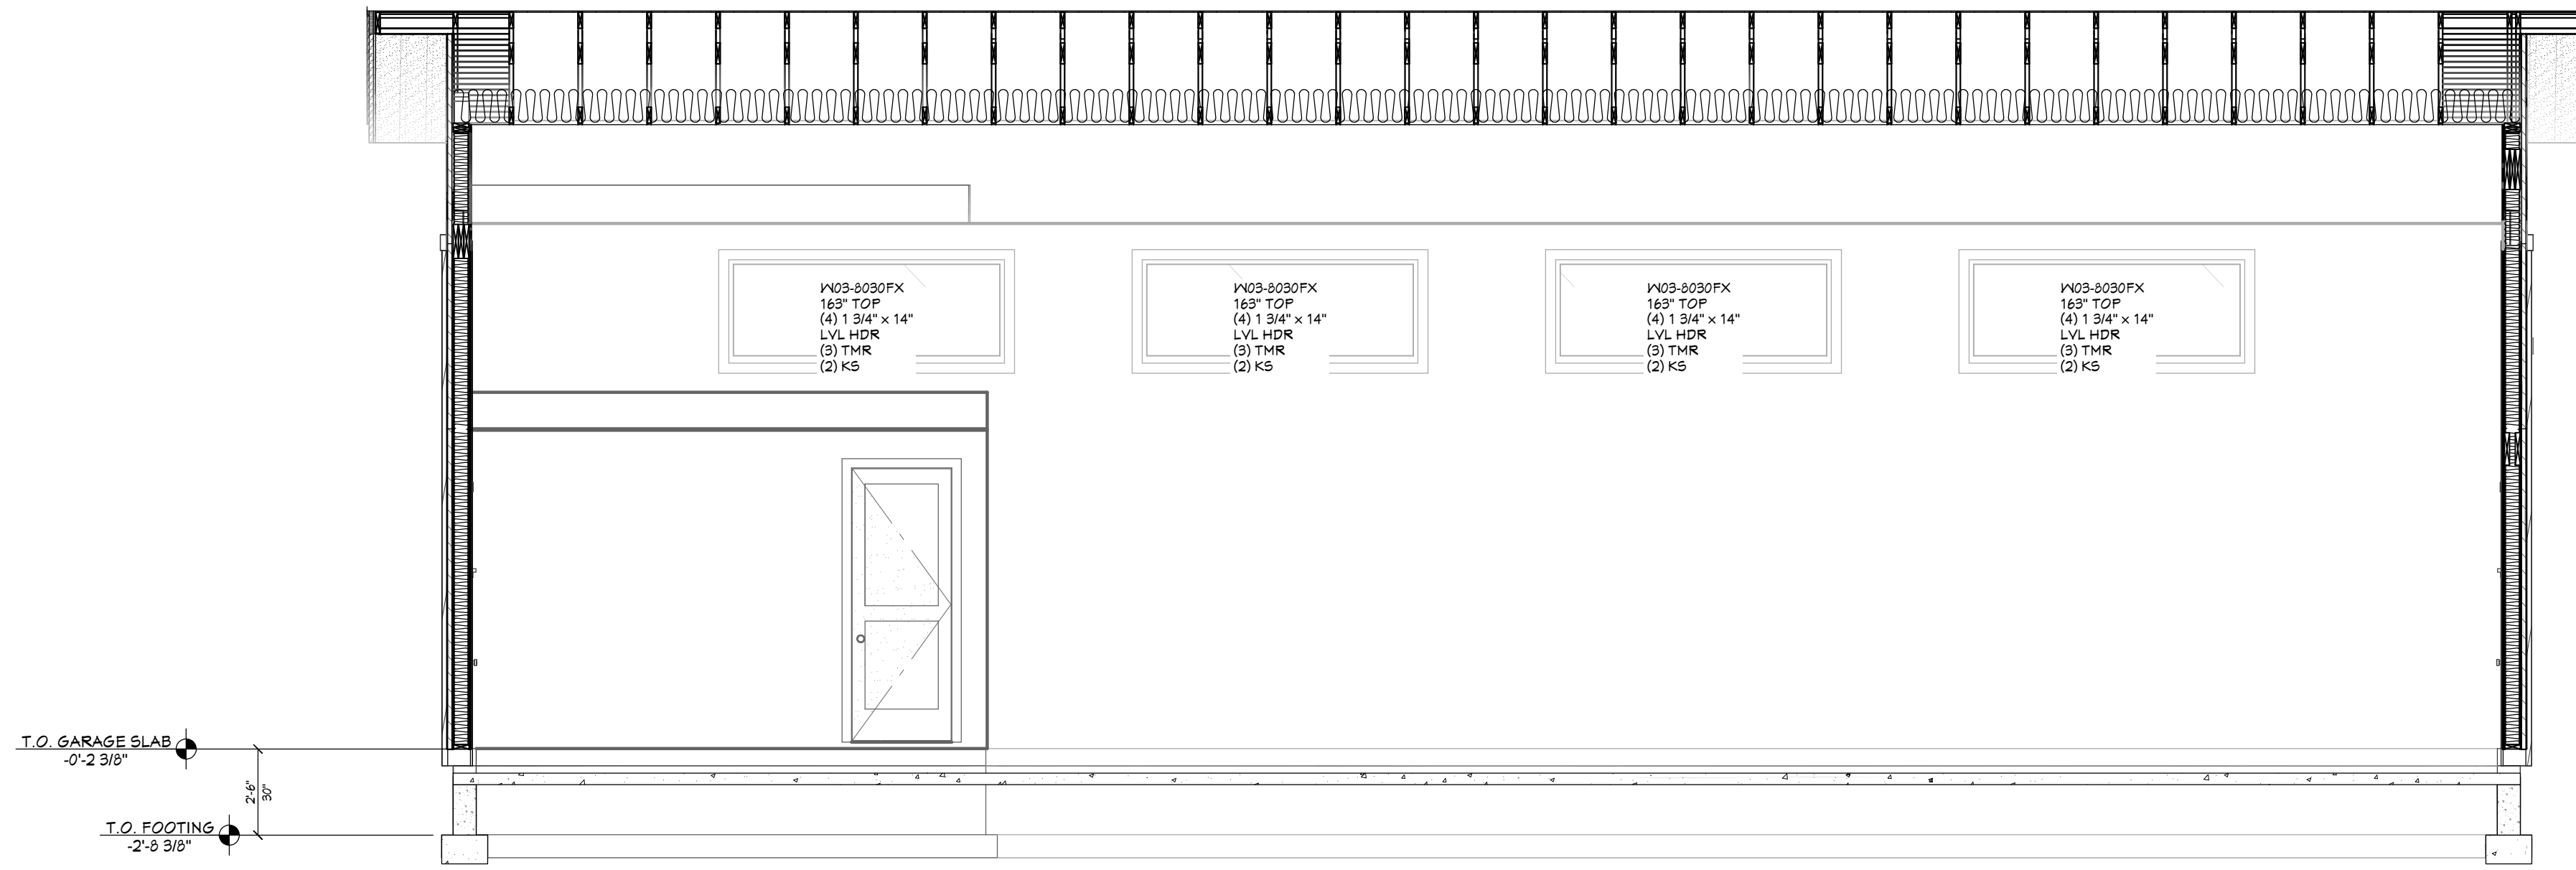 W03-8030FX
163" TOP
(4) 1 3/4" x 14"
LVL HDR
(3) TMR
(2) KS
W03-8030FX
163" TOP
(4) 1 3/4" x 14"
LVL HDR
(3) TMR
(2) KS
W03-8030FX
163" TOP
(4) 1 3/4" x 14"
LVL HDR
(3) TMR
(2) KS
W03-8030FX
163" TOP
(4) 1 3/4" x 14"
LVL HDR
(3) TMR
(2) KS
T.O. GARAGE SLAB
-0'-2 3/8"
2'-6"
30"
T.O. FOOTING
-2'-8 3/8"